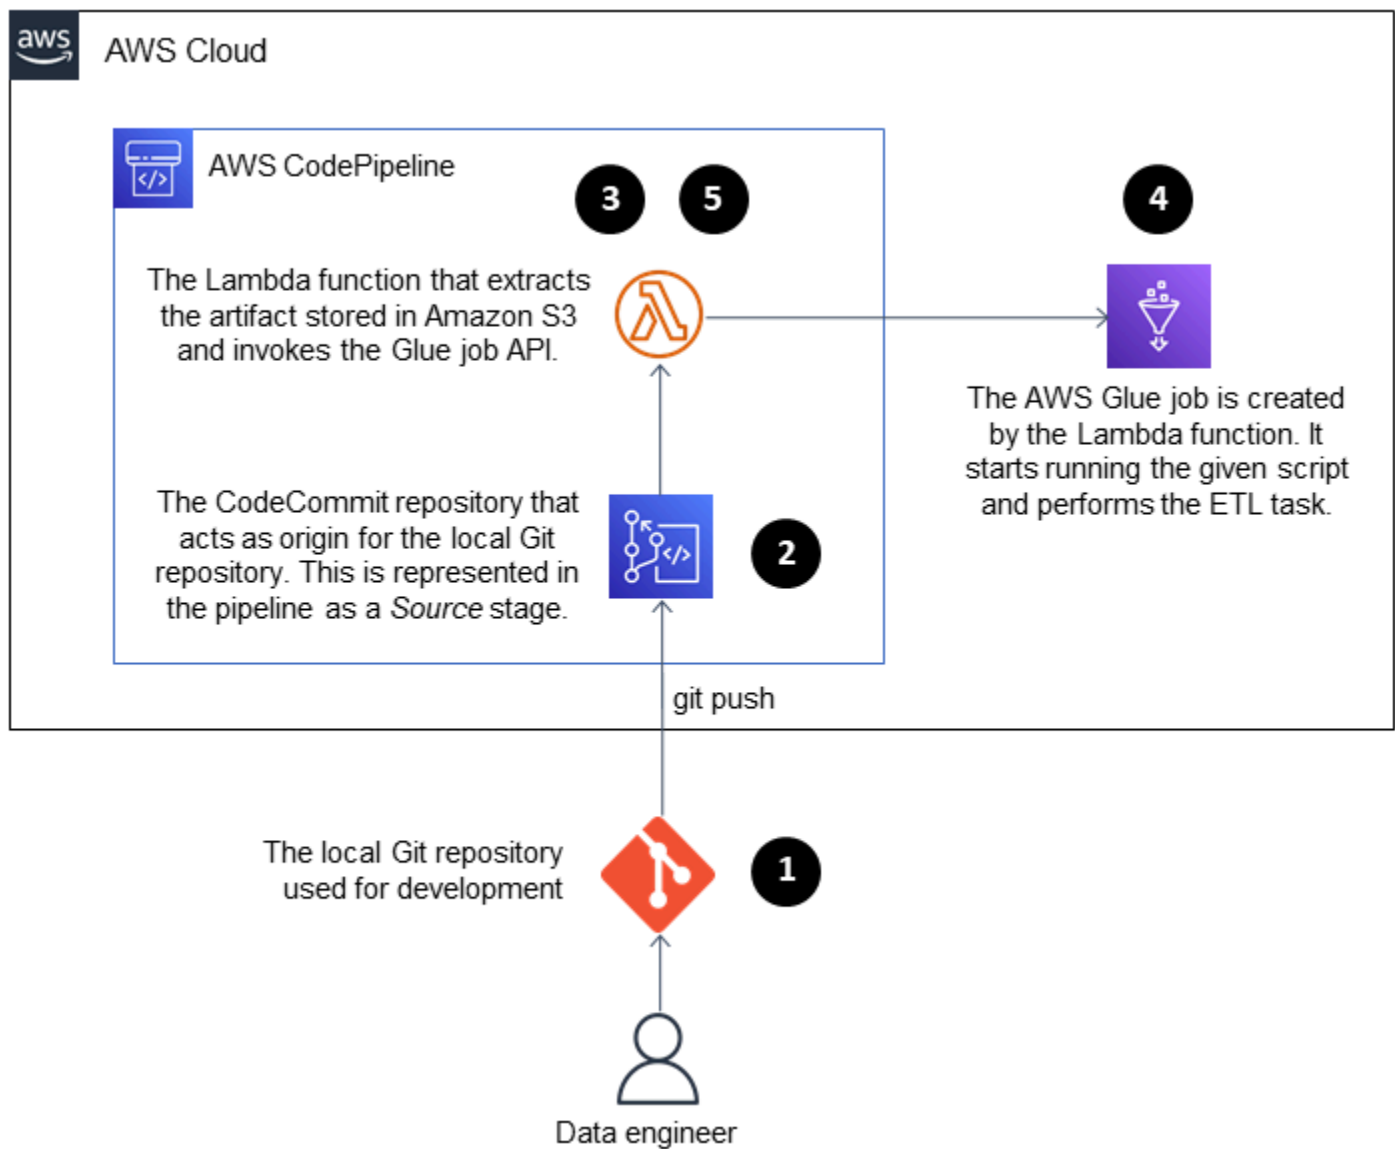 aws
AWS Cloud
AWS CodePipeline
3
5
4
The Lambda function that extracts
the artifact stored in Amazon S3
and invokes the Glue job API.
The AWS Glue job is created
by the Lambda function. It
starts running the given script
and performs the ETL task.
The CodeCommit repository that
acts as origin for the local Git
repository. This is represented in
the pipeline as a Source stage.
2
git push
The local Git repository
used for development
1
Data engineer